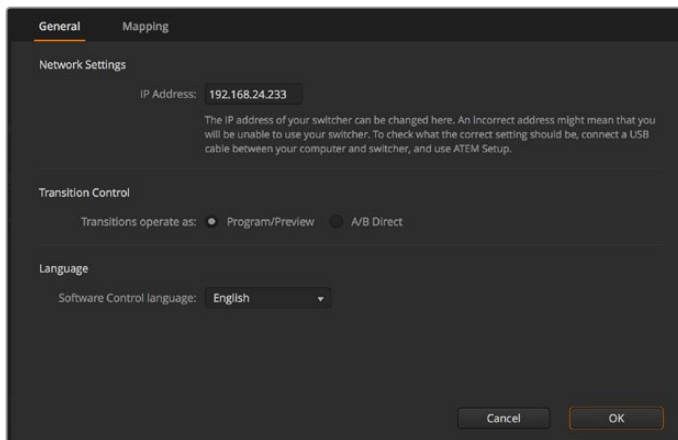 General Mapping
Network Settings
IP Address: 192.168.24.233
The IP address of your switcher can be changed here. An incorrect address might mean that you
will be unable to use your switcher. To check what the correct setting should be, connect a USB
cable between your computer and switcher, and use ATEM Setup.
Transition Control
Transitions operate as: Program/Preview A/B Direct
Language
Software Control language: English
Cancel OK